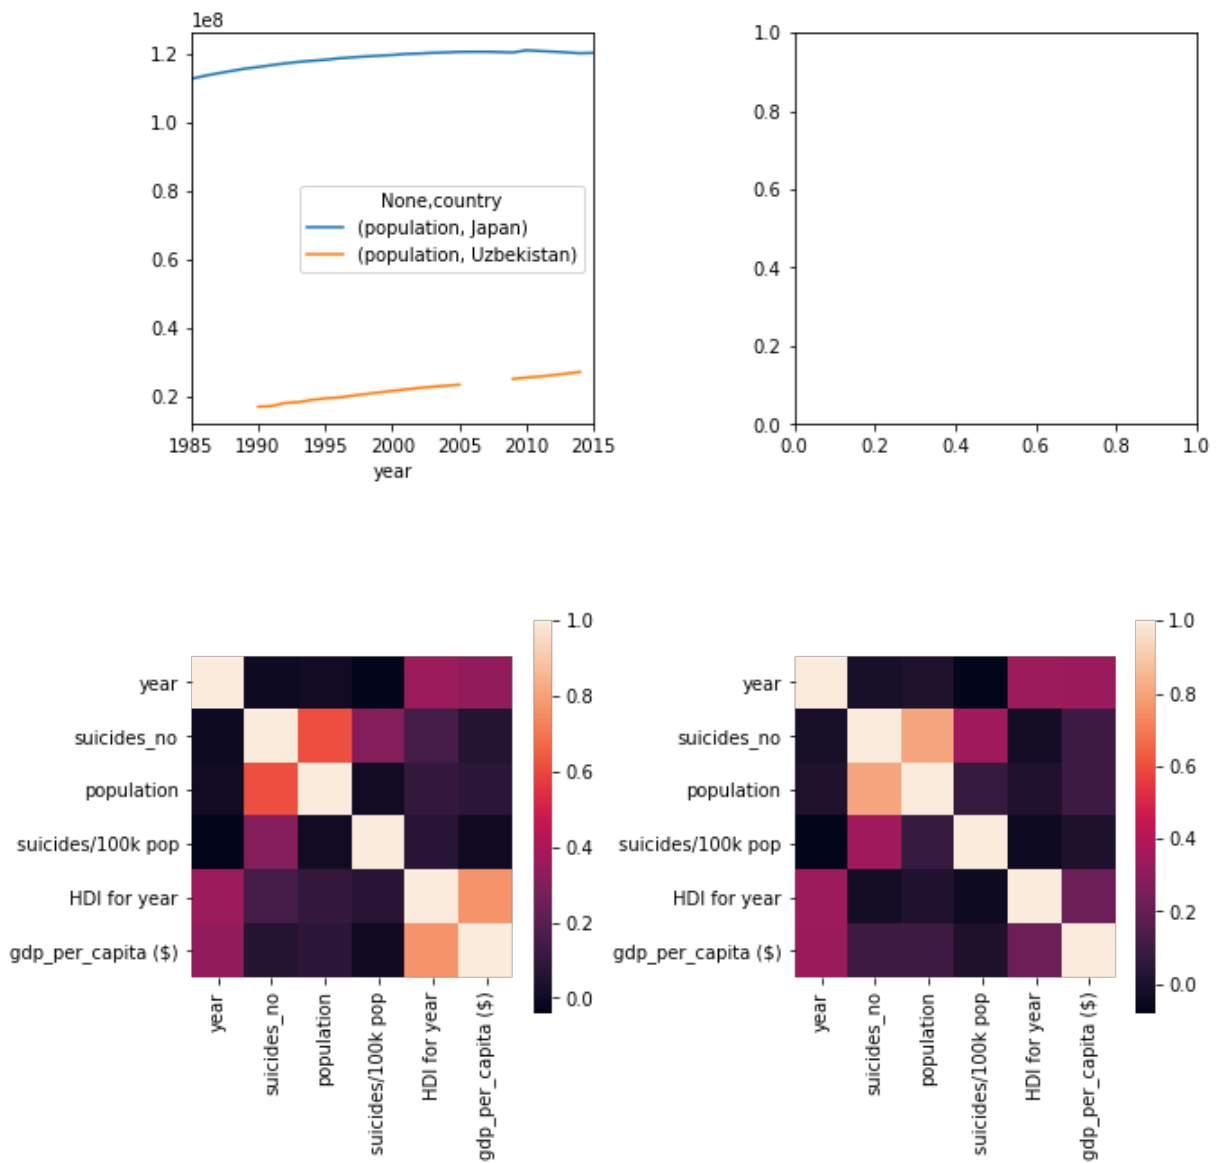 1e8
1.2
1.0
0.8
0.6
0.4
0.2
1985 1990 1995 2000 2005 2010 2015
year
None,country
(population, Japan)
(population, Uzbekistan)
1.0
0.8
0.6
0.4
0.2
0.0
0.0 0.2 0.4 0.6 0.8 1.0
year
suicides_no
population
suicides/100k pop
HDI for year
gdp_per_capita ($)
year
suicides_no
population
suicides/100k pop
HDI for year
gdp_per_capita ($)
1.0
0.8
0.6
0.4
0.2
0.0
year
suicides_no
population
suicides/100k pop
HDI for year
gdp_per_capita ($)
year
suicides_no
population
suicides/100k pop
HDI for year
gdp_per_capita ($)
1.0
0.8
0.6
0.4
0.2
0.0